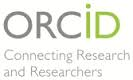 ORCiD
Connecting Research
and Researchers